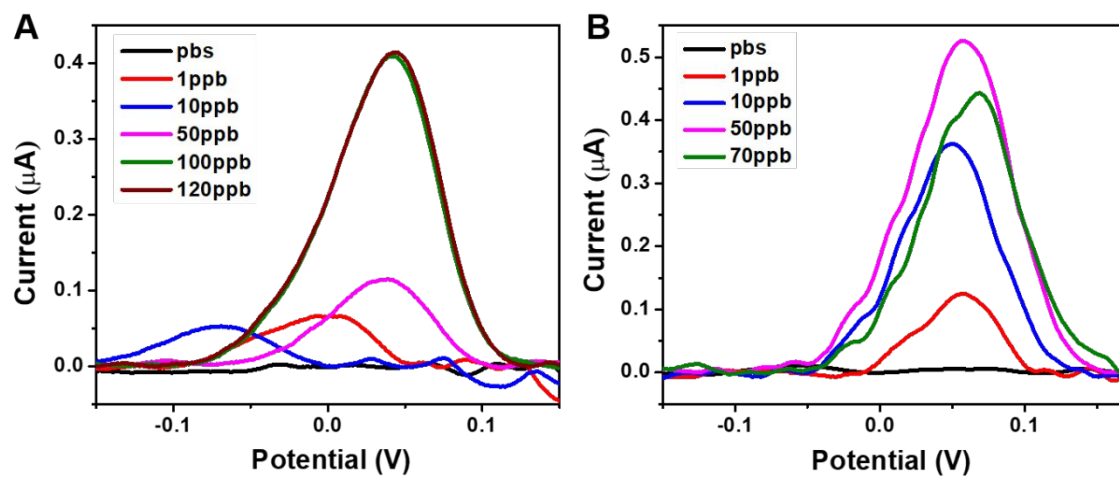 A
pbs
1ppb
10ppb
50ppb
100ppb
120ppb
0.4
0.3
0.2
0.1
0.0
-0.1
0.0
0.1
Current (μA)
Potential (V)
B
pbs
1ppb
10ppb
50ppb
70ppb
0.5
0.4
0.3
0.2
0.1
0.0
-0.1
0.0
0.1
Current (μA)
Potential (V)